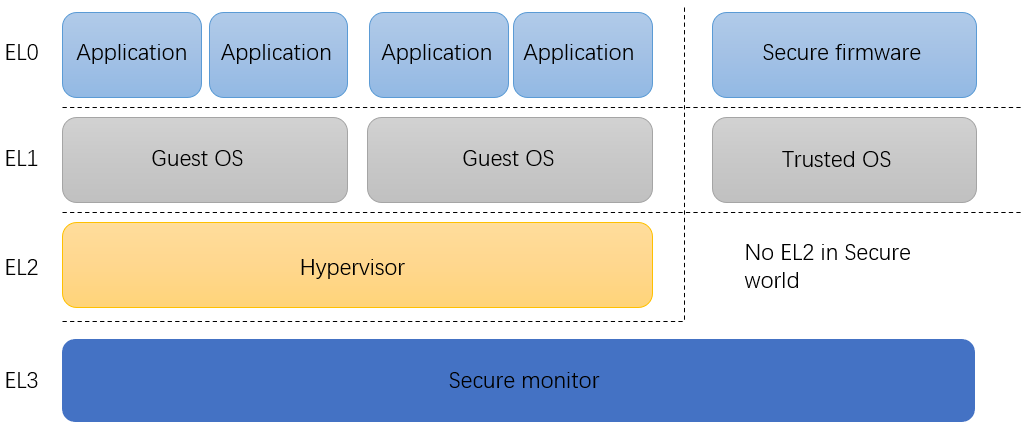 EL0
Application
Application
Application
Application
Secure firmware
EL1
Guest OS
Guest OS
Trusted OS
EL2
Hypervisor
No EL2 in Secure
world
EL3
Secure monitor